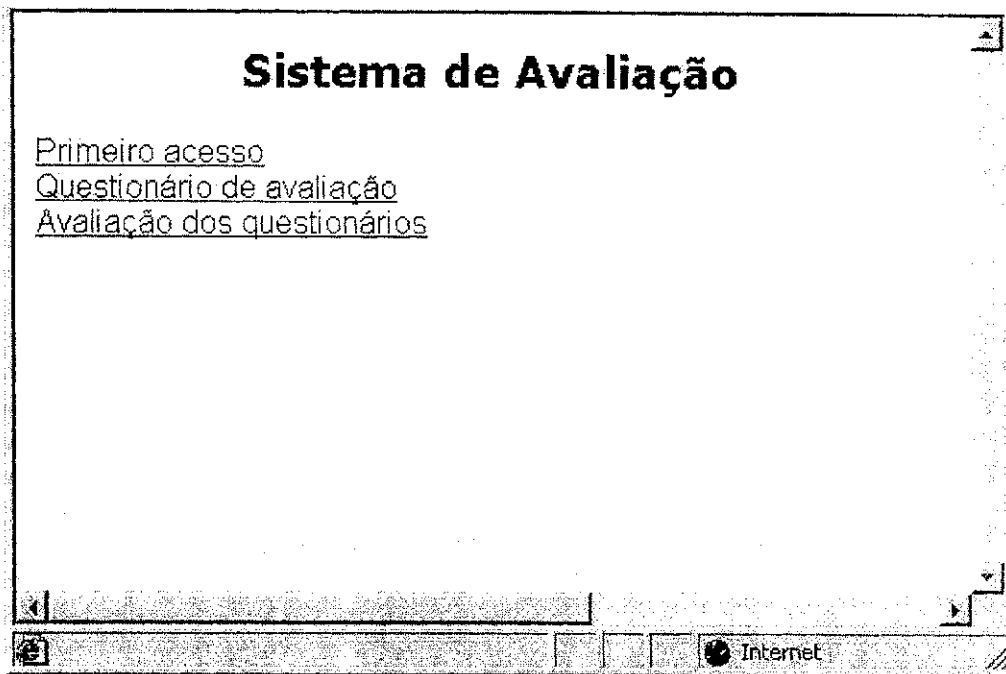 Sistema de Avaliação
Primeiro acesso
Questionário de avaliação
Avaliação dos questionários
Internet